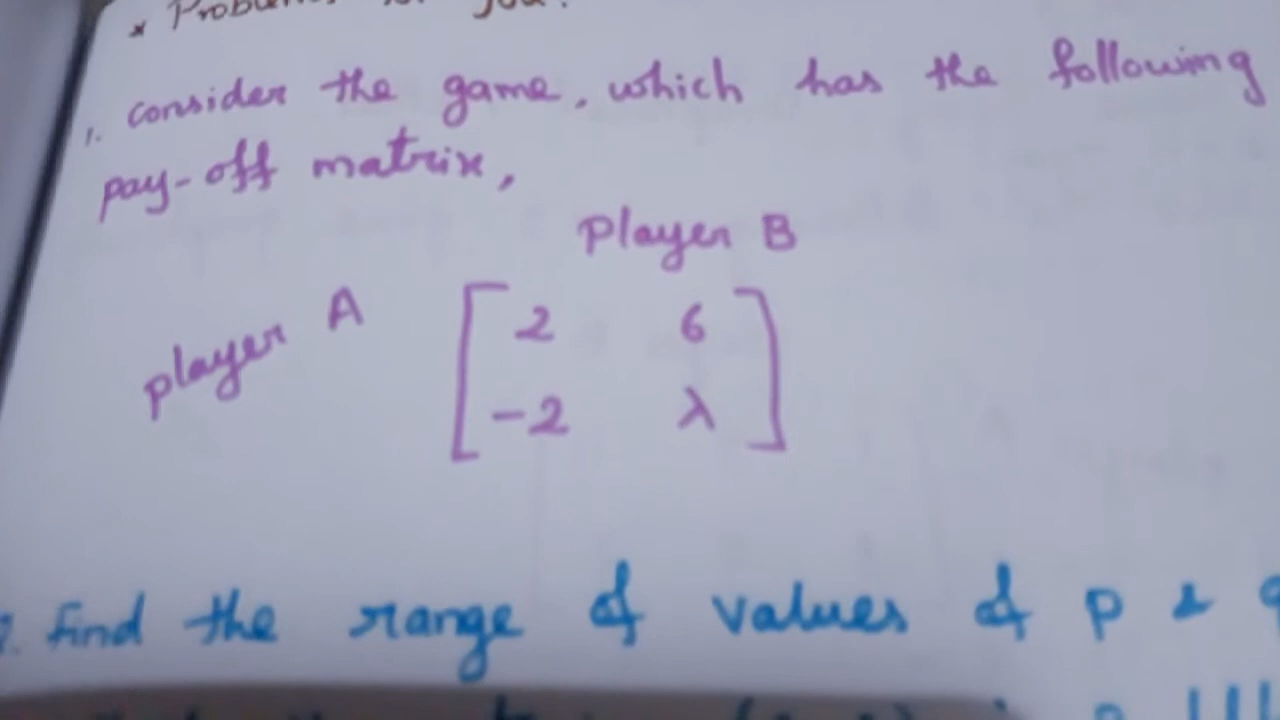 1. consider the game, which has the following
pay-off matrix,
player B
player A
2 6
-2 λ
Find the range of values of p &